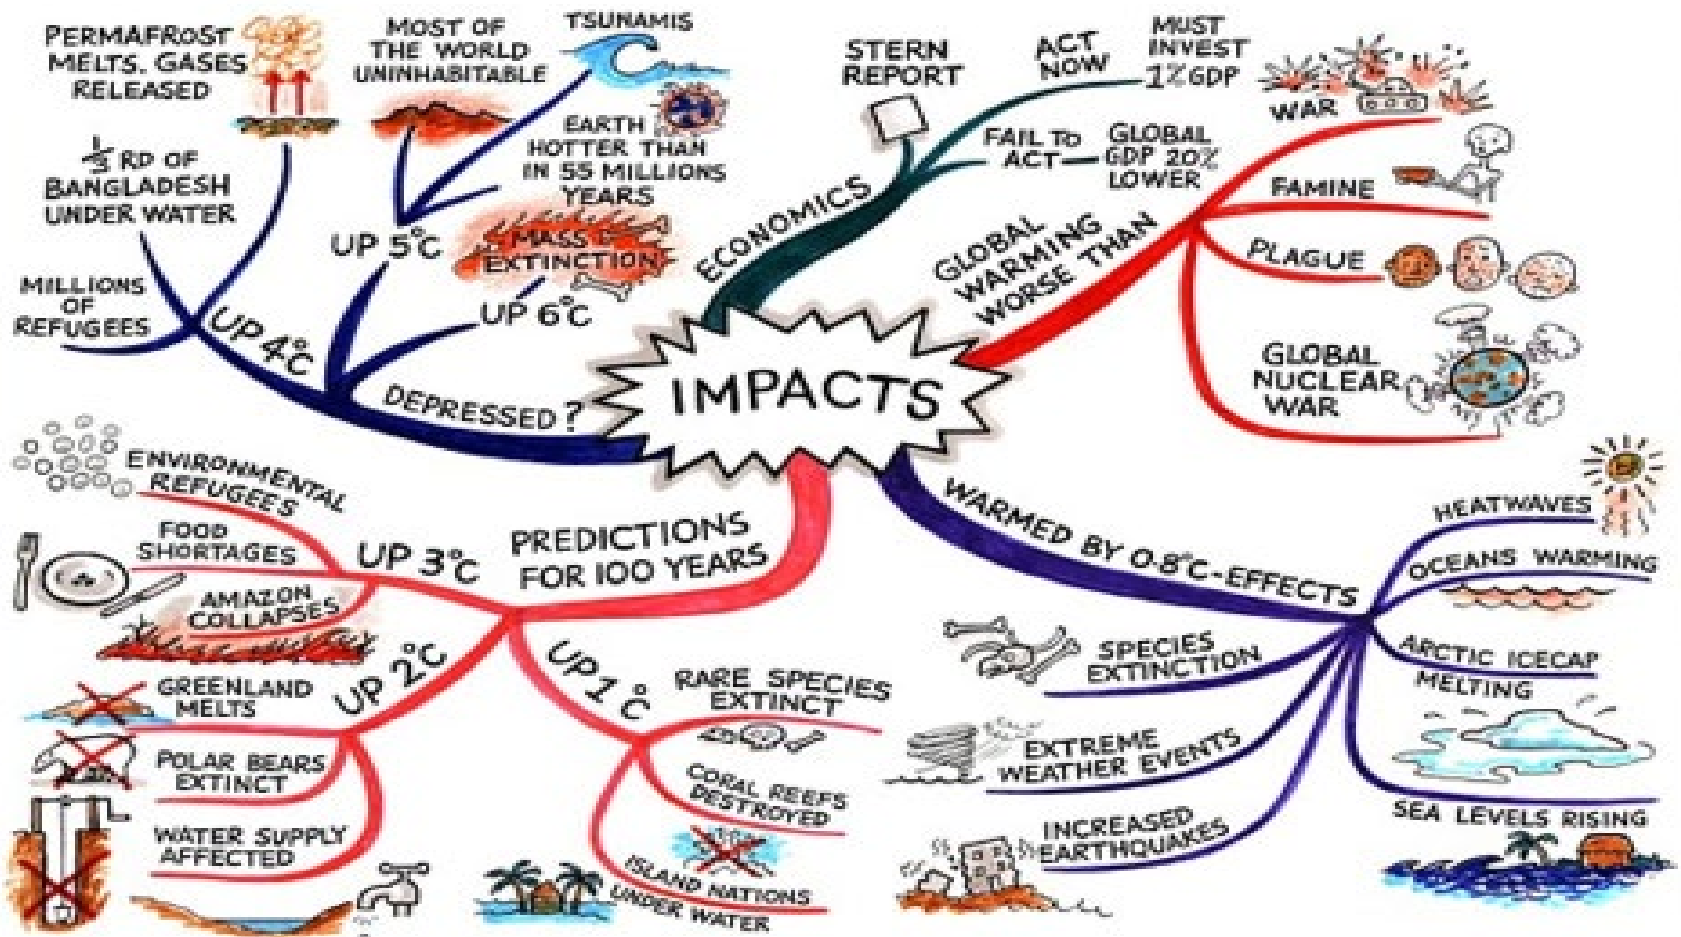 IMPACTS
ECONOMICS
STERN
REPORT
ACT
NOW
MUST
INVEST
1% GDP
FAIL TO
ACT
GLOBAL
GDP 20%
LOWER
GLOBAL
WARMING
WORSE THAN
WAR
FAMINE
PLAGUE
GLOBAL
NUCLEAR
WAR
WARMED BY 0.8°C-EFFECTS
HEATWAVES
OCEANS WARMING
ARCTIC ICECAP
MELTING
SEA LEVELS RISING
SPECIES
EXTINCTION
EXTREME
WEATHER EVENTS
INCREASED
EARTHQUAKES
PREDICTIONS
FOR 100 YEARS
UP 1°C
RARE SPECIES
EXTINCT
CORAL REEFS
DESTROYED
ISLAND NATIONS
UNDER WATER
UP 2°C
GREENLAND
MELTS
POLAR BEARS
EXTINCT
WATER SUPPLY
AFFECTED
UP 3°C
ENVIRONMENTAL
REFUGEES
FOOD
SHORTAGES
AMAZON
COLLAPSES
DEPRESSED?
UP 4°C
PERMAFROST
MELTS. GASES
RELEASED
1/3 RD OF
BANGLADESH
UNDER WATER
MILLIONS
OF
REFUGEES
UP 5°C
MOST OF
THE WORLD
UNINHABITABLE
TSUNAMIS
EARTH
HOTTER THAN
IN 55 MILLIONS
YEARS
UP 6°C
MASS
EXTINCTION